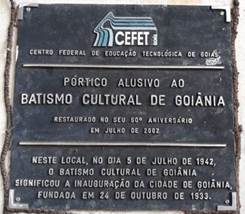 CEFET
GOIÁS
CENTRO FEDERAL DE EDUCAÇÃO TECNOLÓGICA DE GOIÁS
PÓRTICO ALUSIVO AO
BATISMO CULTURAL DE GOIÂNIA
RESTAURADO NO SEU 60º ANIVERSÁRIO
EM JULHO DE 2002
NESTE LOCAL, NO DIA 5 DE JULHO DE 1942,
O BATISMO CULTURAL DE GOIÂNIA
SIGNIFICOU A INAUGURAÇÃO DA CIDADE DE GOIÂNIA,
FUNDADA EM 24 DE OUTUBRO DE 1933.